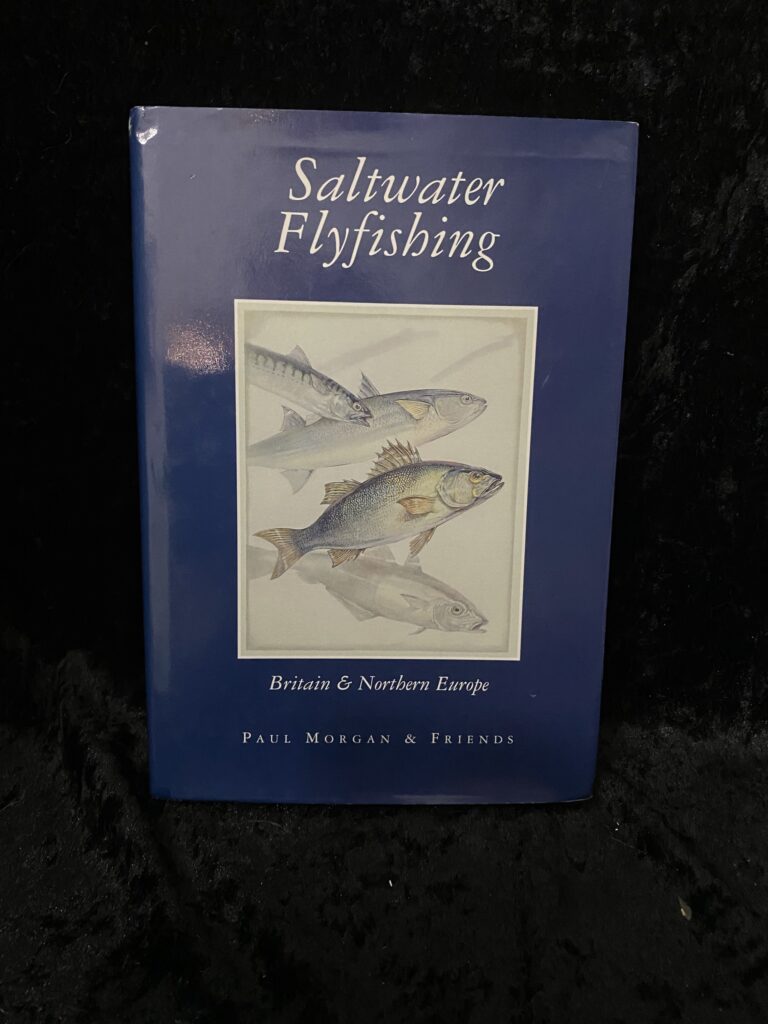 Saltwater
Flyfishing
Britain & Northern Europe
PAUL MORGAN & FRIENDS